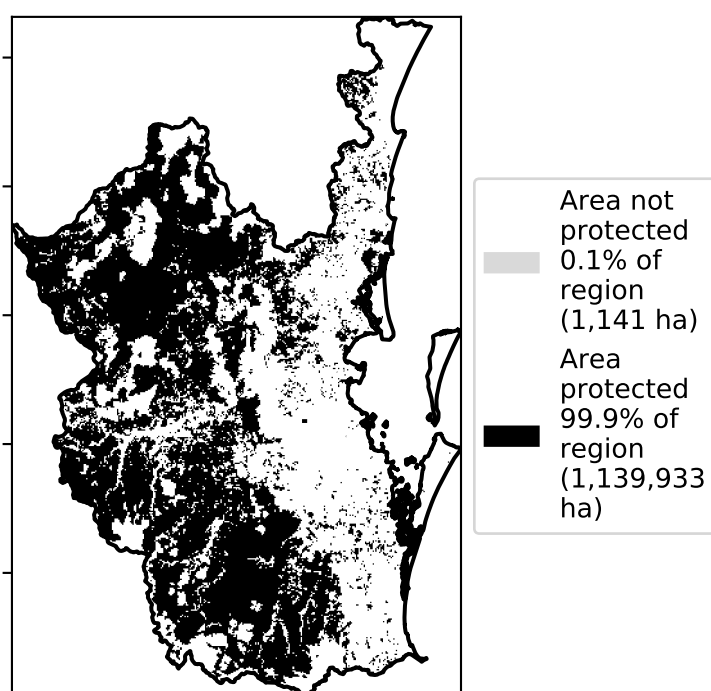 Area not
protected
0.1% of
region
(1,141 ha)
Area
protected
99.9% of
region
(1,139,933
ha)